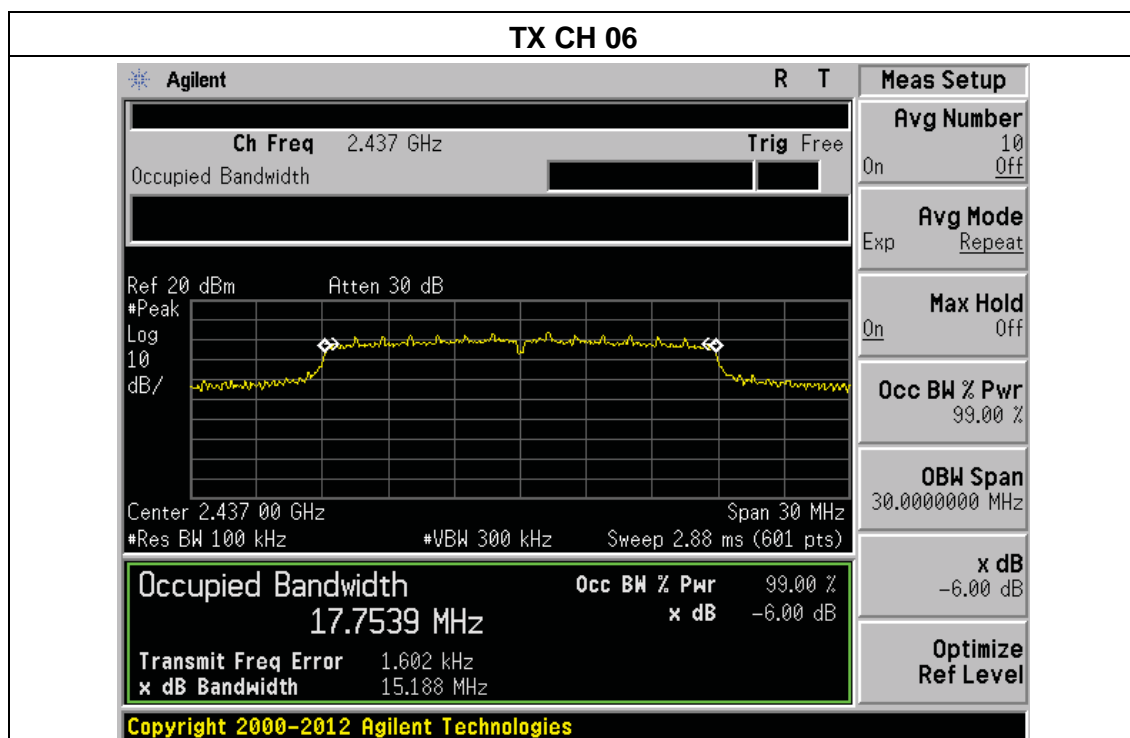 TX CH 06
Agilent R T
Ch Freq 2.437 GHz Trig Free
Occupied Bandwidth
Ref 20 dBm Atten 30 dB
#Peak
Log
10
dB/
Center 2.437 00 GHz Span 30 MHz
#Res BW 100 kHz #VBW 300 kHz Sweep 2.88 ms (601 pts)
Occupied Bandwidth Occ BW % Pwr 99.00 %
17.7539 MHz x dB -6.00 dB
Transmit Freq Error 1.602 kHz
x dB Bandwidth 15.188 MHz
Copyright 2000-2012 Agilent Technologies
Meas Setup
Avg Number
10
On Off
Avg Mode
Exp Repeat
Max Hold
On Off
Occ BW % Pwr
99.00 %
OBW Span
30.0000000 MHz
x dB
-6.00 dB
Optimize
Ref Level